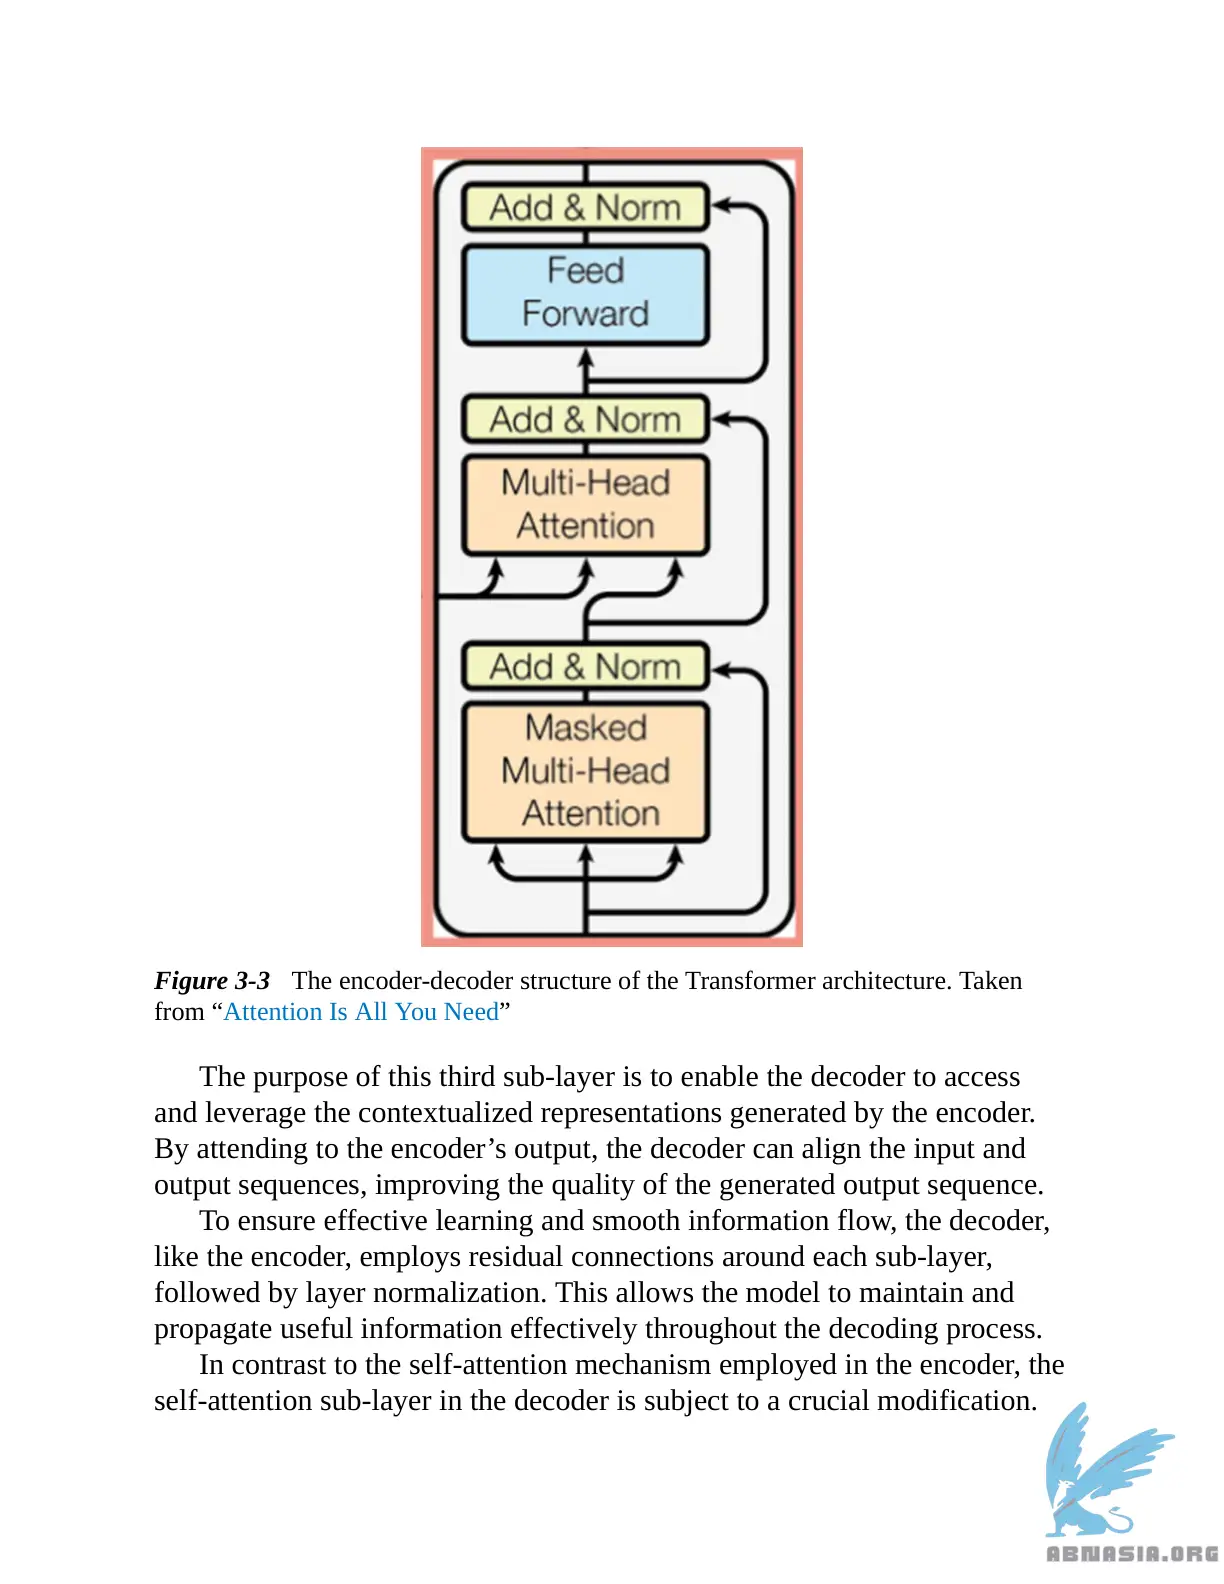 Add & Norm
Feed
Forward
Add & Norm
Multi-Head
Attention
Add & Norm
Masked
Multi-Head
Attention
Figure 3-3 The encoder-decoder structure of the Transformer architecture. Taken
from “Attention Is All You Need”
The purpose of this third sub-layer is to enable the decoder to access
and leverage the contextualized representations generated by the encoder.
By attending to the encoder’s output, the decoder can align the input and
output sequences, improving the quality of the generated output sequence.
To ensure effective learning and smooth information flow, the decoder,
like the encoder, employs residual connections around each sub-layer,
followed by layer normalization. This allows the model to maintain and
propagate useful information effectively throughout the decoding process.
In contrast to the self-attention mechanism employed in the encoder, the
self-attention sub-layer in the decoder is subject to a crucial modification.
ABNASIA.ORG